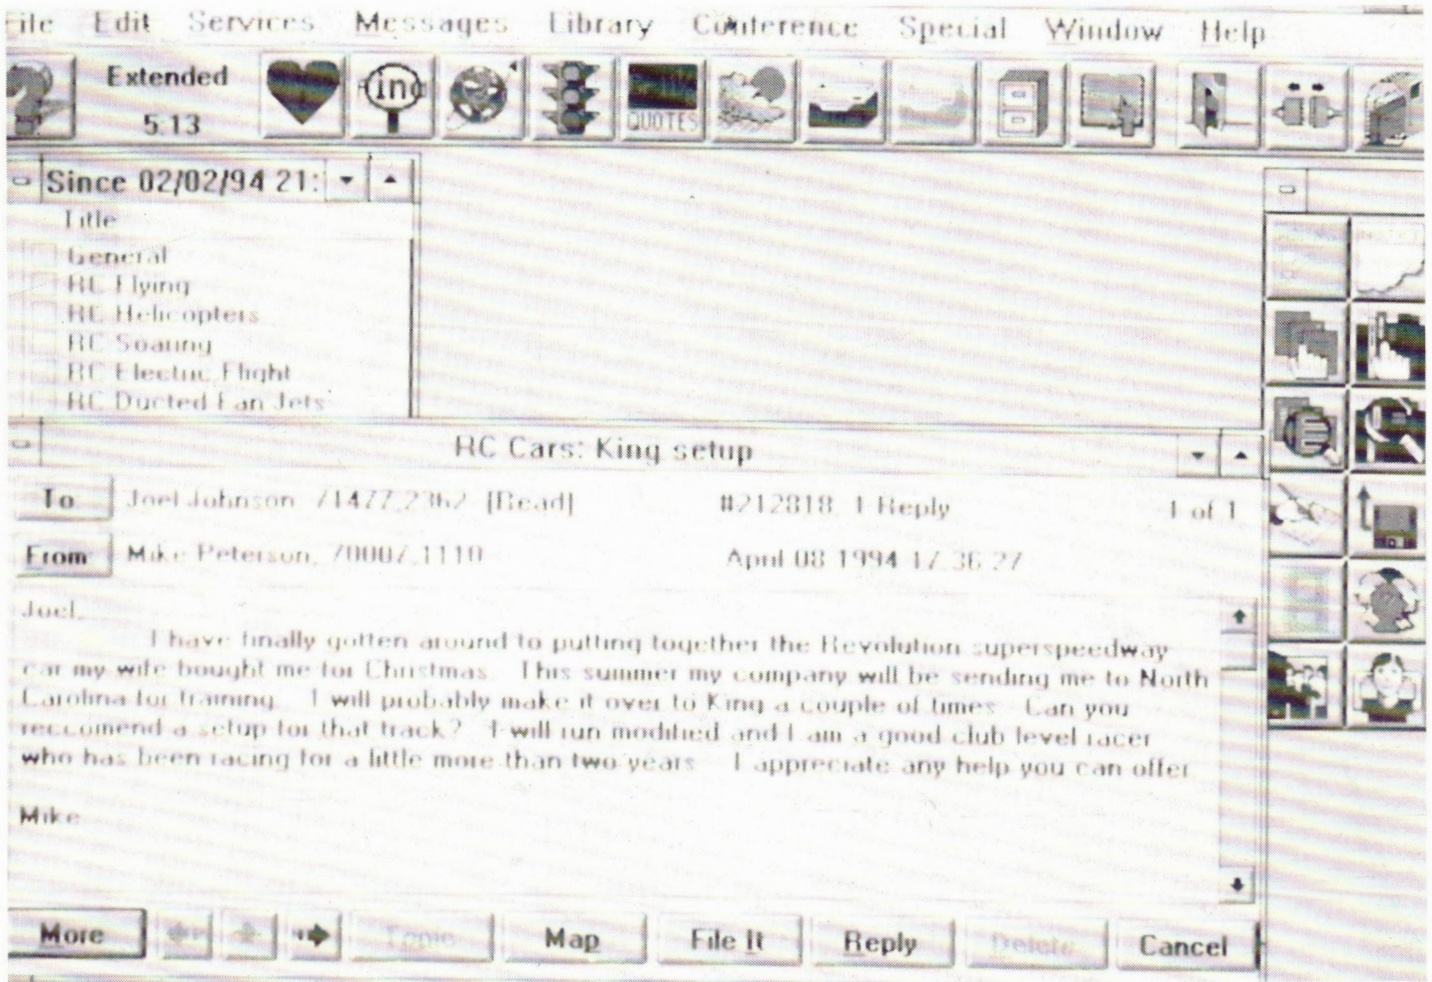 File Edit Services Messages Library Conference Special Window Help
Extended
5:13
QUOTES
Since 02/02/94 21:
Title
General
RC Flying
RC Helicopters
RC Soaring
RC Electric Flight
RC Ducted Fan Jets
RC Cars: King setup
To Joel Johnson, 71477,2362 [Read] #212818, 1 Reply 1 of 1
From Mike Peterson, 70007,1110 April 08 1994 17:36:27
Joel,
I have finally gotten around to putting together the Revolution superspeedway
car my wife bought me for Christmas. This summer my company will be sending me to North
Carolina for training. I will probably make it over to King a couple of times. Can you
reccomend a setup for that track? I will run modified and I am a good club level racer
who has been racing for a little more than two years. I appreciate any help you can offer.
Mike
More Topic Map File It Reply Delete Cancel